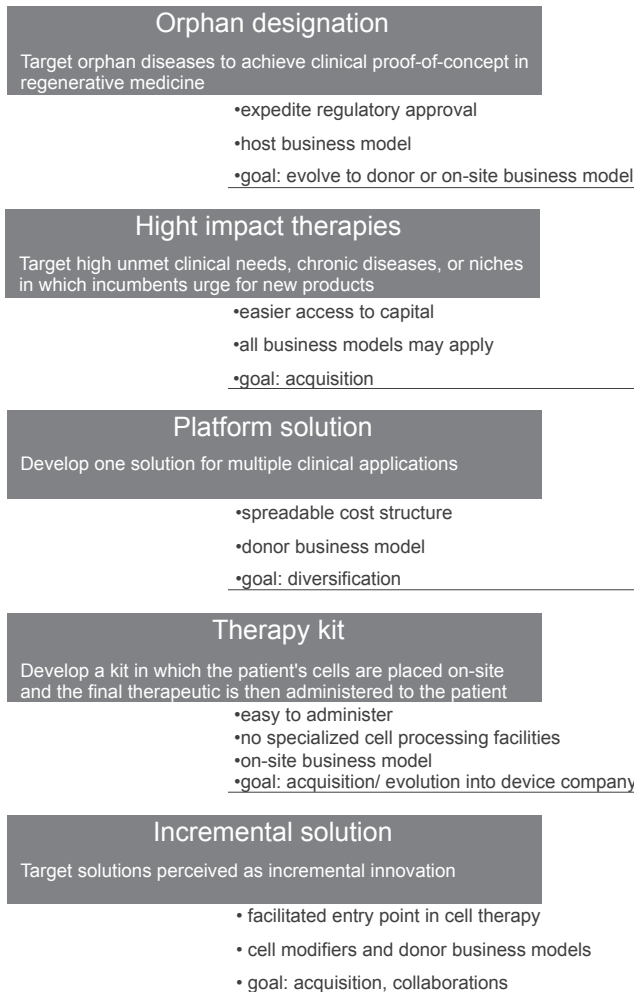 Orphan designation
Target orphan diseases to achieve clinical proof-of-concept in
regenerative medicine
•expedite regulatory approval
•host business model
•goal: evolve to donor or on-site business model
Hight impact therapies
Target high unmet clinical needs, chronic diseases, or niches
in which incumbents urge for new products
•easier access to capital
•all business models may apply
•goal: acquisition
Platform solution
Develop one solution for multiple clinical applications
•spreadable cost structure
•donor business model
•goal: diversification
Therapy kit
Develop a kit in which the patient's cells are placed on-site
and the final therapeutic is then administered to the patient
•easy to administer
•no specialized cell processing facilities
•on-site business model
•goal: acquisition/ evolution into device company
Incremental solution
Target solutions perceived as incremental innovation
• facilitated entry point in cell therapy
• cell modifiers and donor business models
• goal: acquisition, collaborations